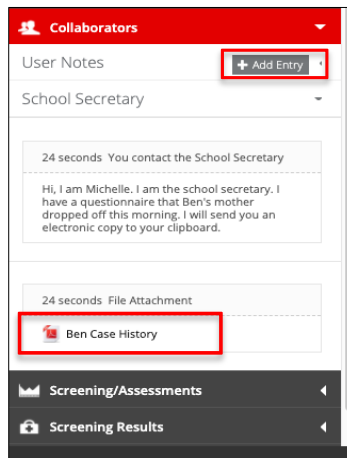 Collaborators
User Notes
+ Add Entry
School Secretary
24 seconds You contact the School Secretary
Hi, I am Michelle. I am the school secretary. I
have a questionnaire that Ben's mother
dropped off this morning. I will send you an
electronic copy to your clipboard.
24 seconds File Attachment
Ben Case History
Screening/Assessments
Screening Results